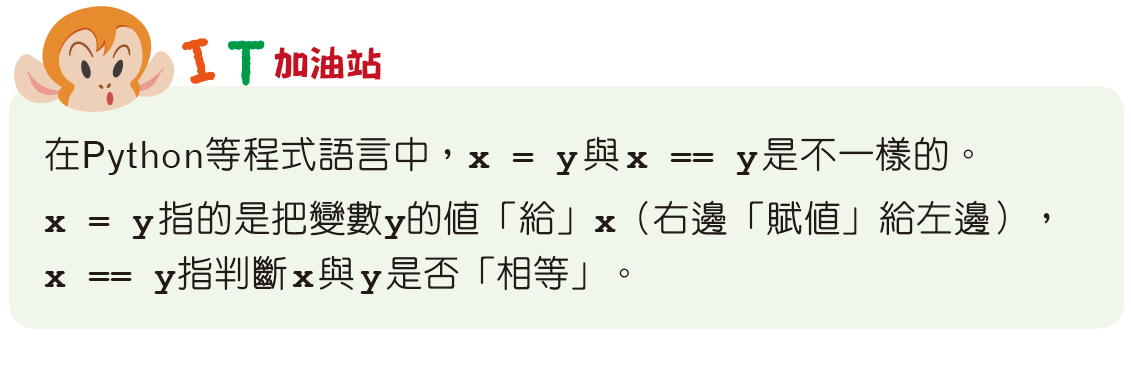 IT加油站
在Python等程式語言中，x = y與x == y是不一樣的。
x = y指的是把變數y的值「給」x（右邊「賦值」給左邊），
x == y指判斷x與y是否「相等」。